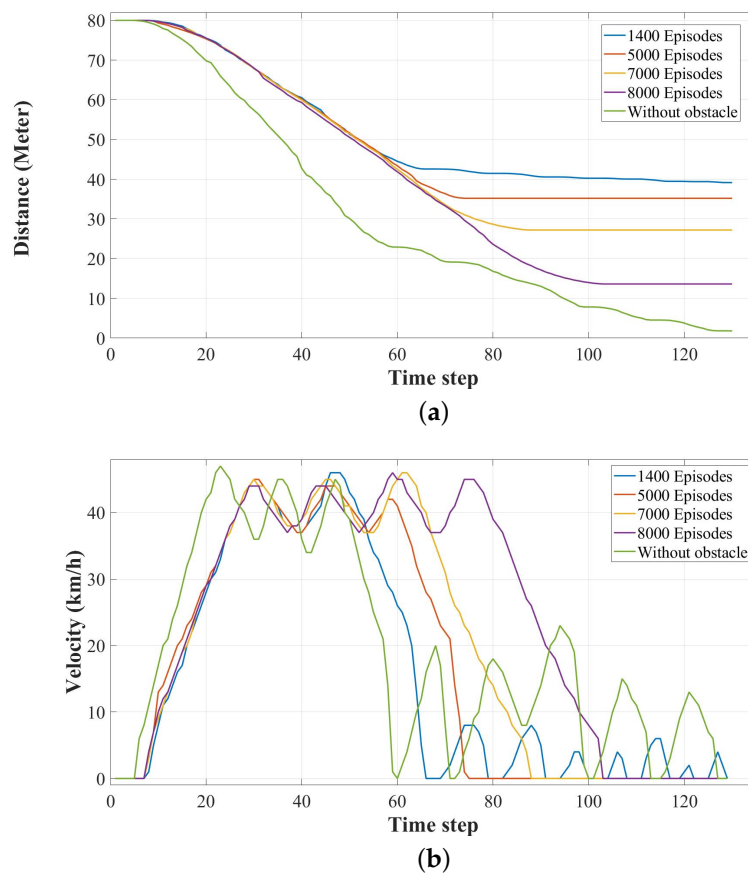 80
70
60
50
40
30
20
10
0
Distance (Meter)
1400 Episodes
5000 Episodes
7000 Episodes
8000 Episodes
Without obstacle
0 20 40 60 80 100 120
Time step
(a)
40
30
20
10
0
Velocity (km/h)
1400 Episodes
5000 Episodes
7000 Episodes
8000 Episodes
Without obstacle
0 20 40 60 80 100 120
Time step
(b)